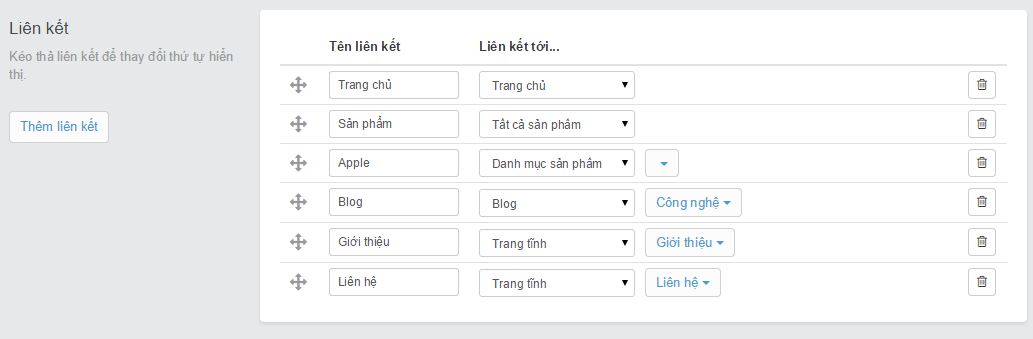 Liên kết
Kéo thả liên kết để thay đổi thứ tự hiển
thị.
Thêm liên kết
Tên liên kết Liên kết tới...
Trang chủ Trang chủ
Sản phẩm Tất cả sản phẩm
Apple Danh mục sản phẩm
Blog Blog Công nghệ
Giới thiệu Trang tĩnh Giới thiệu
Liên hệ Trang tĩnh Liên hệ